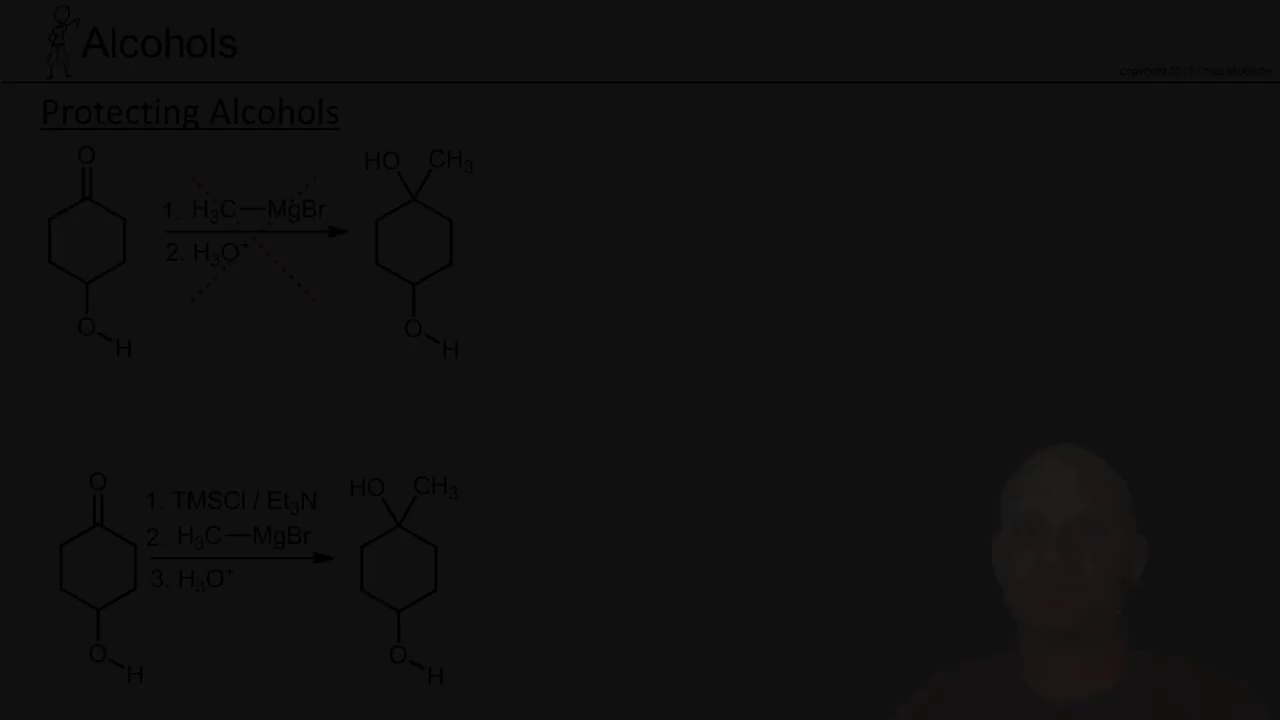 Alcohols
Protecting Alcohols
O
HO CH3
1. H3C—MgBr
2. H3O+
O
H
O
H
O
HO CH3
1. TMSCl / Et3N
2. H3C—MgBr
3. H3O+
O
H
O
H